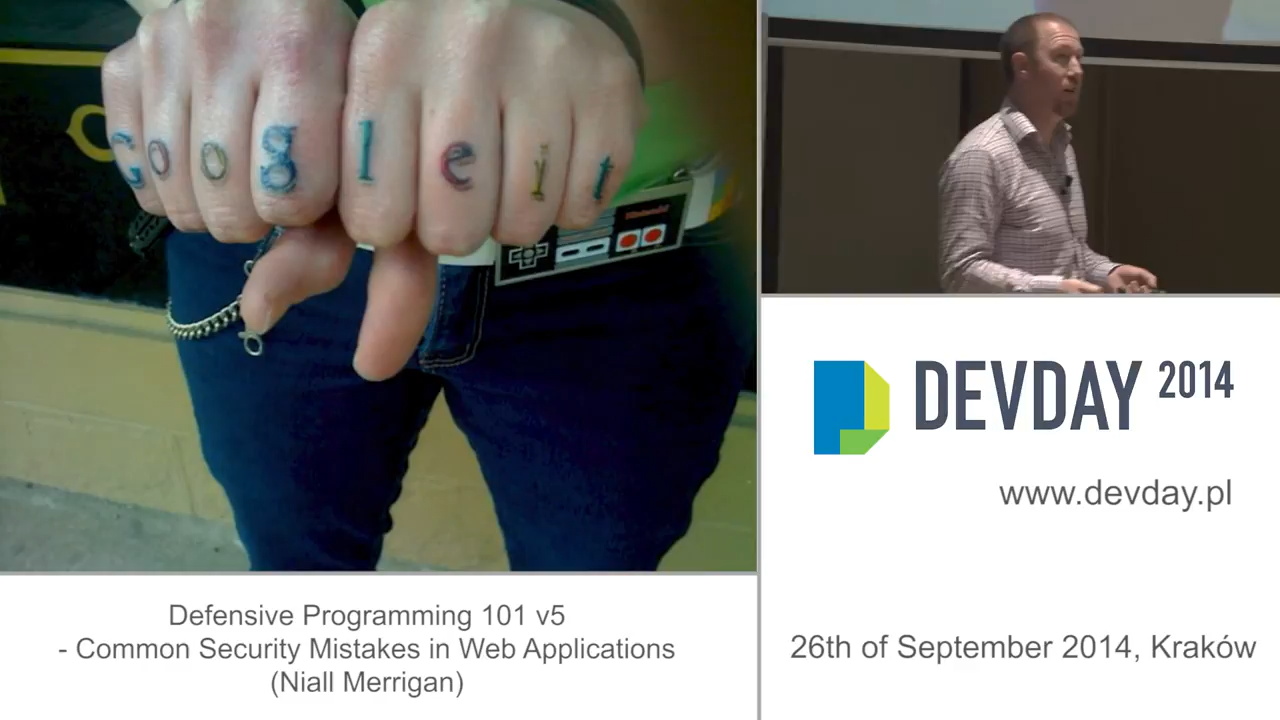 Google it
Nintendo
DEVDAY 2014
www.devday.pl
Defensive Programming 101 v5
- Common Security Mistakes in Web Applications
(Niall Merrigan)
26th of September 2014, Kraków